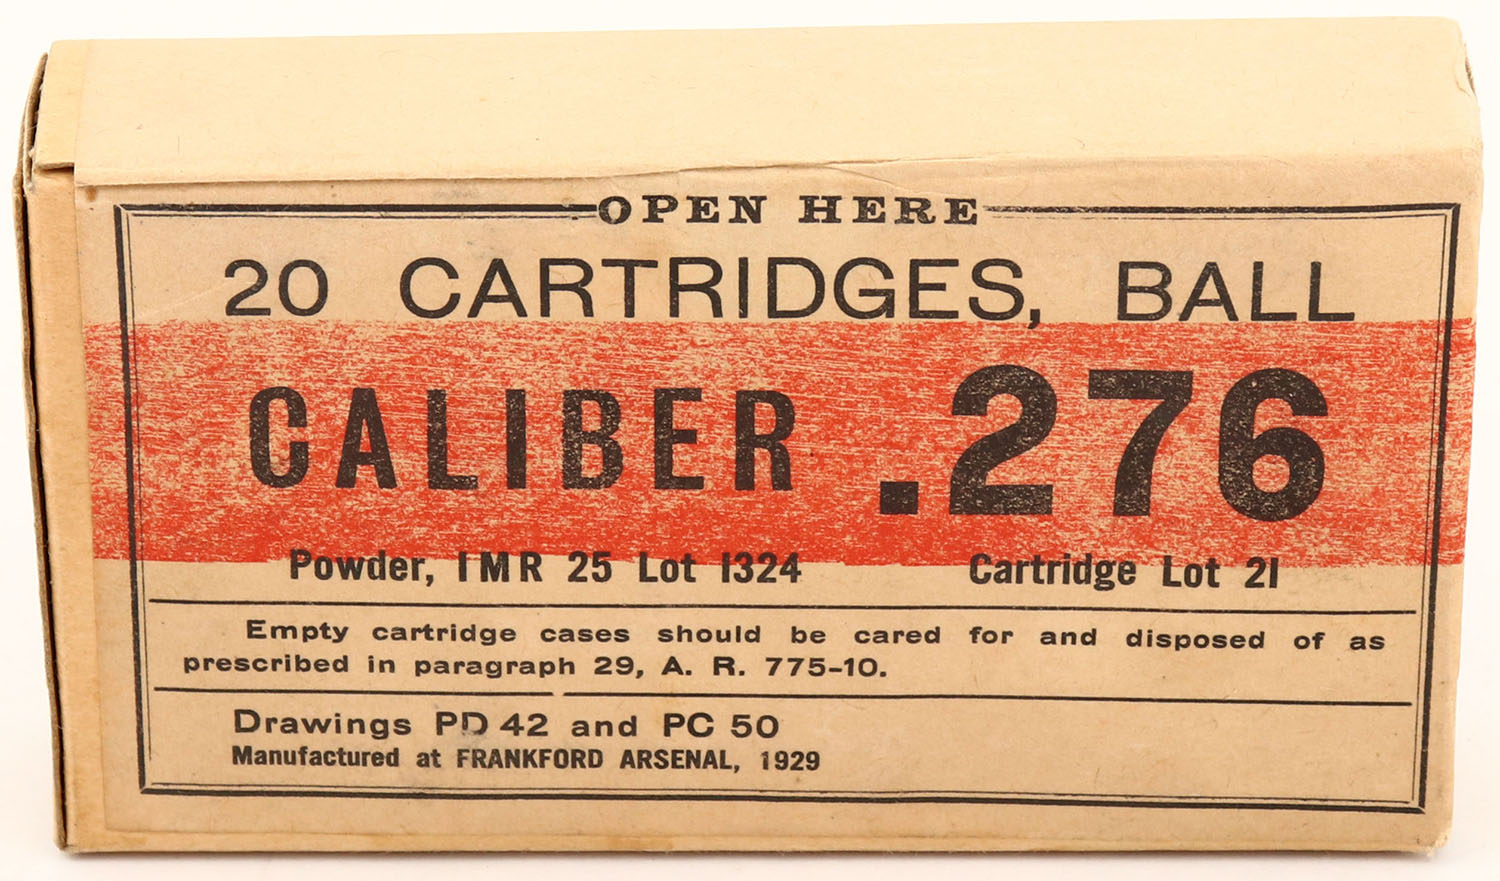 OPEN HERE
20 CARTRIDGES, BALL
CALIBER .276
Powder, IMR 25 Lot 1324 Cartridge Lot 21
Empty cartridge cases should be cared for and disposed of as
prescribed in paragraph 29, A. R. 775-10.
Drawings PD 42 and PC 50
Manufactured at FRANKFORD ARSENAL, 1929